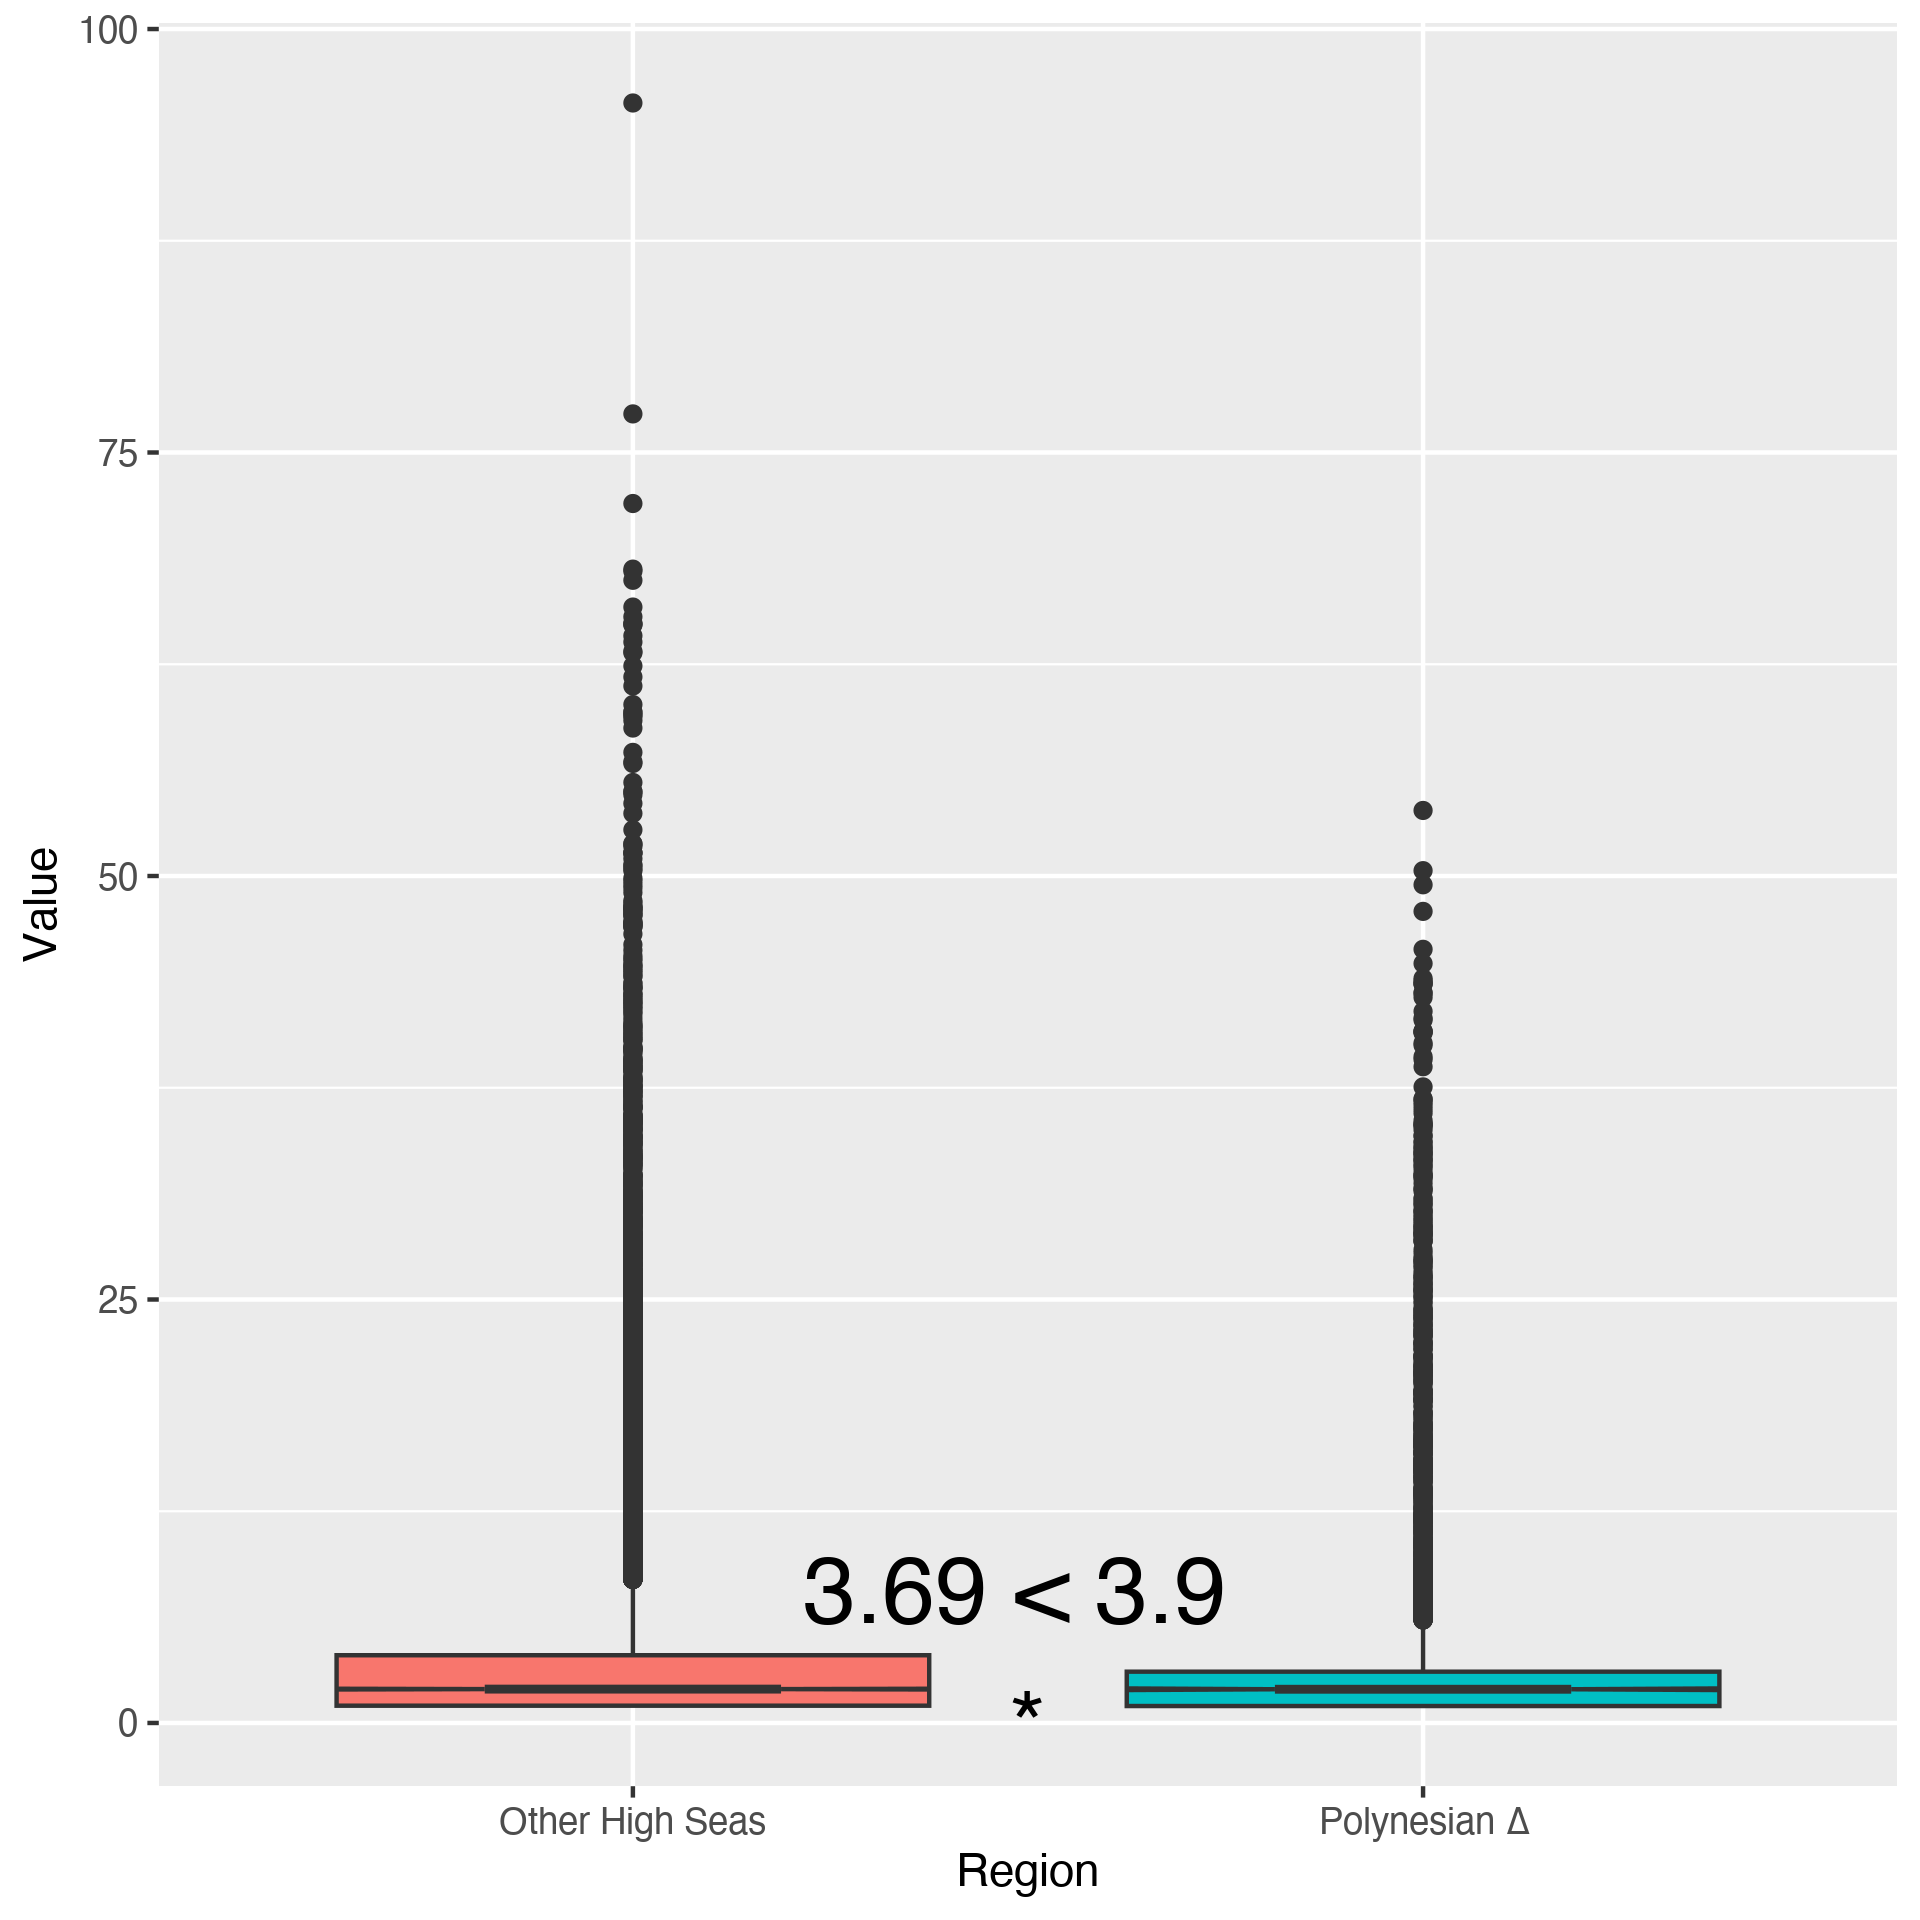 100
75
50
25
0
Value
3.69 < 3.9
*
Other High Seas
Polynesian Δ
Region